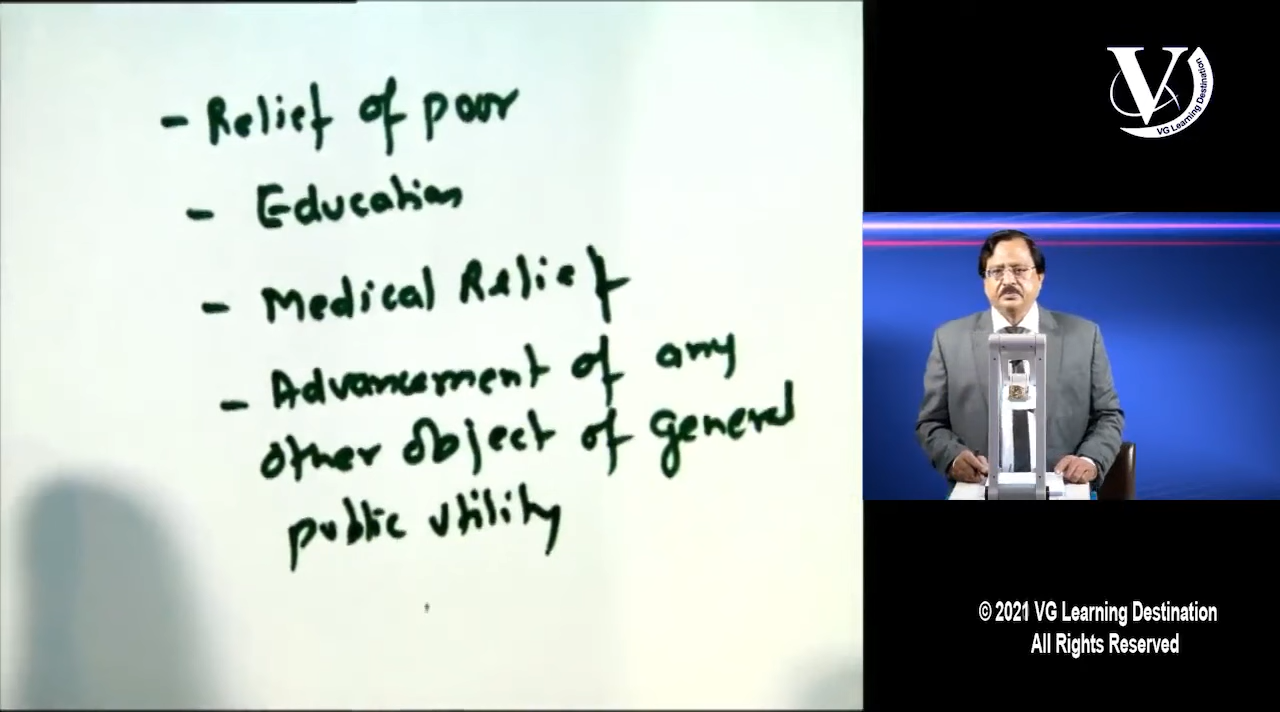 - Relief of poor
- Education
- Medical Relief
- Advancement of any
other object of general
public utility
V
VG Learning Destination
© 2021 VG Learning Destination
All Rights Reserved